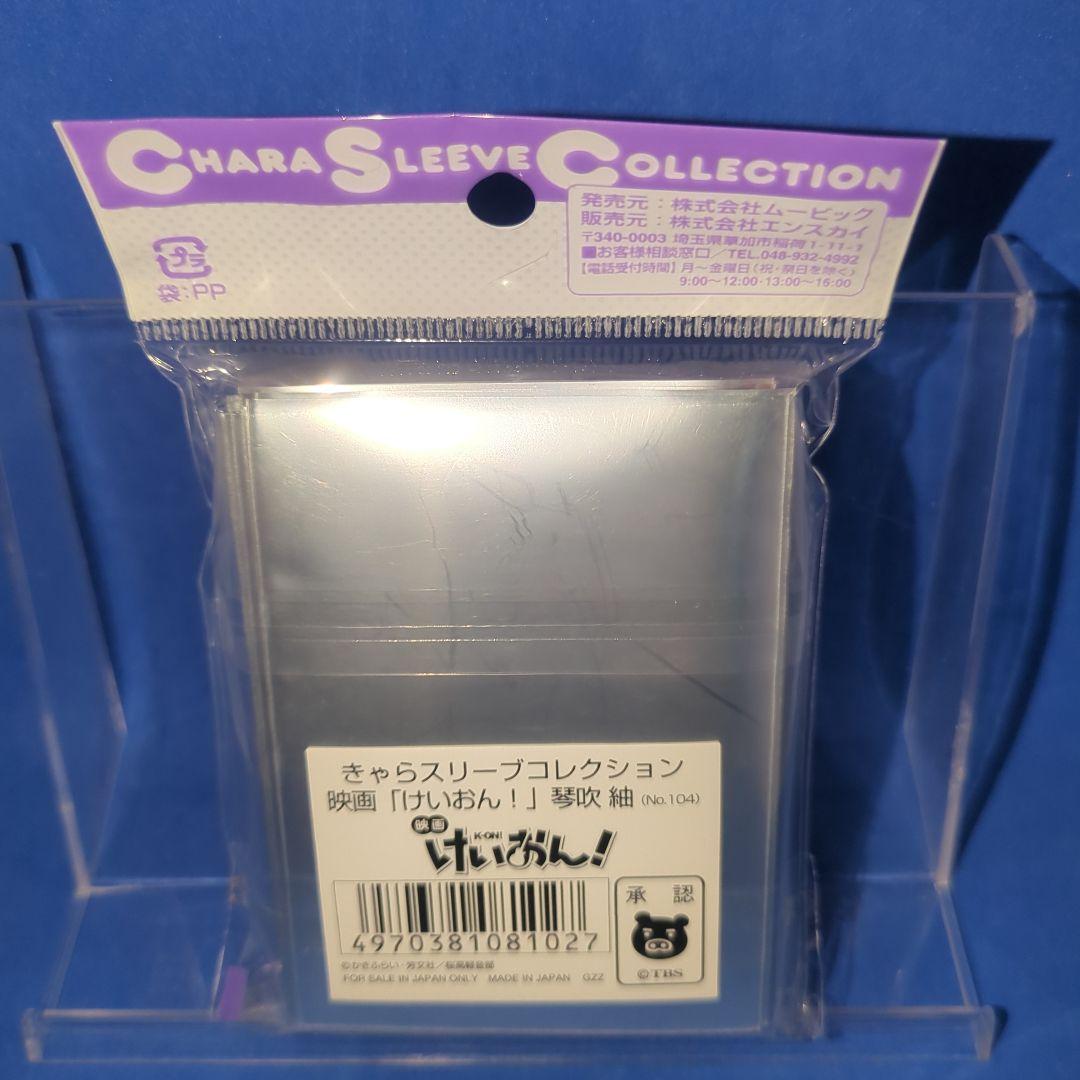 CHARA SLEEVE COLLECTION
発売元：株式会社ムービック
販売元：株式会社エンスカイ
〒340-0003 埼玉県草加市稲荷1-11-1
■お客様相談窓口／TEL.048-932-4992
【電話受付時間】月～金曜日（祝・祭日を除く）
9:00～12:00・13:00～16:00
プラ
袋：PP
きゃらスリーブコレクション
映画「けいおん！」琴吹 紬（No.104）
映画
K-ON!
けいおん！
4970381081027
承 認
©TBS
©かきふらい・芳文社／桜高軽音部
FOR SALE IN JAPAN ONLY MADE IN JAPAN GZZ